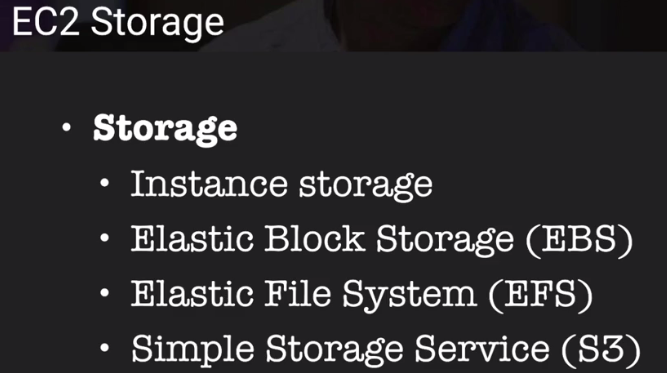 EC2 Storage
• Storage
• Instance storage
• Elastic Block Storage (EBS)
• Elastic File System (EFS)
• Simple Storage Service (S3)